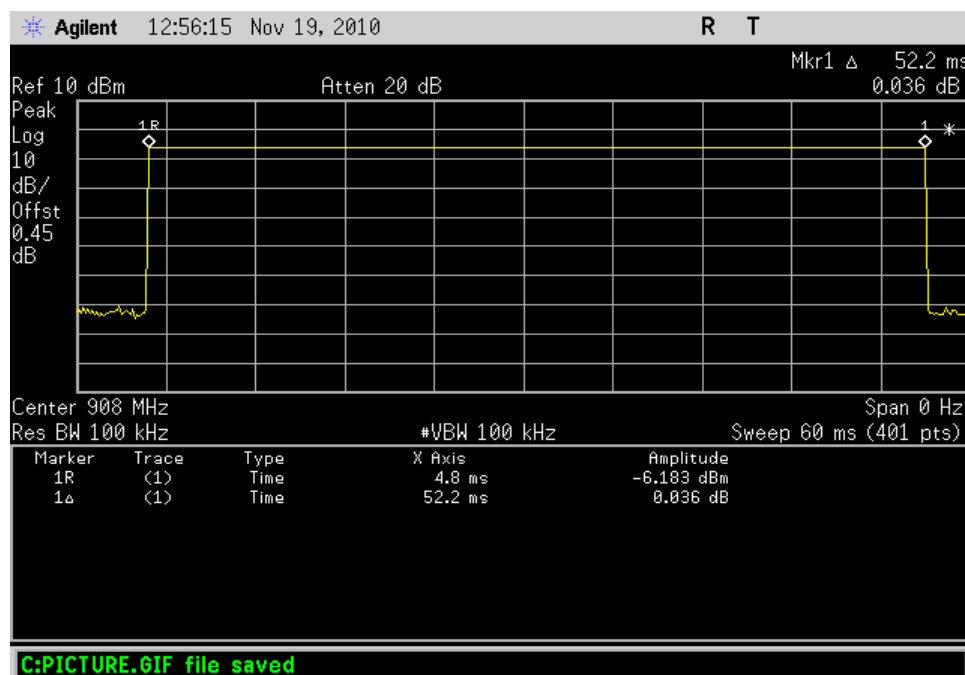 Agilent 12:56:15 Nov 19, 2010 R T
Mkr1 Δ 52.2 ms
Ref 10 dBm Atten 20 dB 0.036 dB
Peak
Log
10
dB/
Offst
0.45
dB
1R 1
Center 908 MHz Span 0 Hz
Res BW 100 kHz #VBW 100 kHz Sweep 60 ms (401 pts)
Marker Trace Type X Axis Amplitude
1R (1) Time 4.8 ms -6.183 dBm
1Δ (1) Time 52.2 ms 0.036 dB
C:PICTURE.GIF file saved